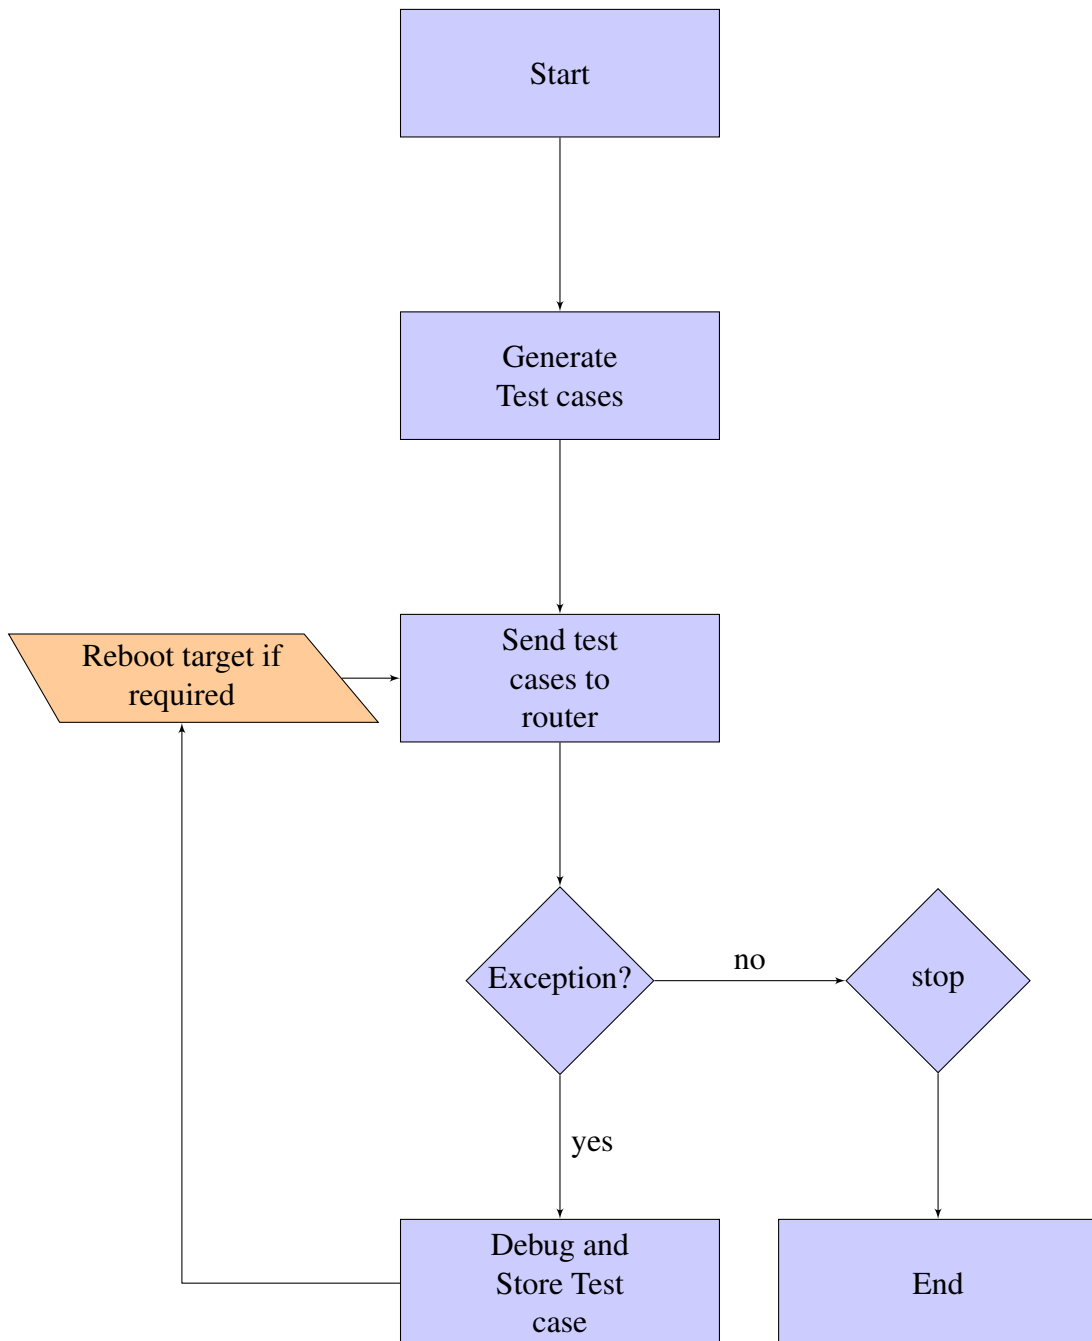 Start
Generate
Test cases
Reboot target if
required
Send test
cases to
router
Exception?
no
stop
yes
Debug and
Store Test
case
End